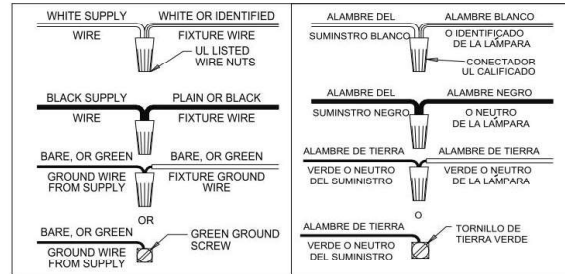 WHITE SUPPLY WHITE OR IDENTIFIED
WIRE FIXTURE WIRE
UL LISTED
WIRE NUTS
BLACK SUPPLY PLAIN OR BLACK
WIRE FIXTURE WIRE
BARE, OR GREEN BARE, OR GREEN
GROUND WIRE FIXTURE GROUND
FROM SUPPLY WIRE
OR
BARE, OR GREEN GREEN GROUND
SCREW
GROUND WIRE
FROM SUPPLY
ALAMBRE DEL ALAMBRE BLANCO
SUMINSTRO BLANCO O IDENTIFICADO
DE LA LAMPARA
CONECTADOR
UL CALIFICADO
ALAMBRE DEL ALAMBRE NEGRO
SUMINISTRO NEGRO O NEUTRO
DE LA LAMPARA
ALAMBRE DE TIERRA ALAMBRE DE TIERRA
VERDE O NEUTRO VERDE O NEUTRO
DEL SUMINISTRO DE LA LAMPARA
O
ALAMBRE DE TIERRA TORNILLO DE
TIERRA VERDE
VERDE O NEUTRO
DEL SUMINISTRO